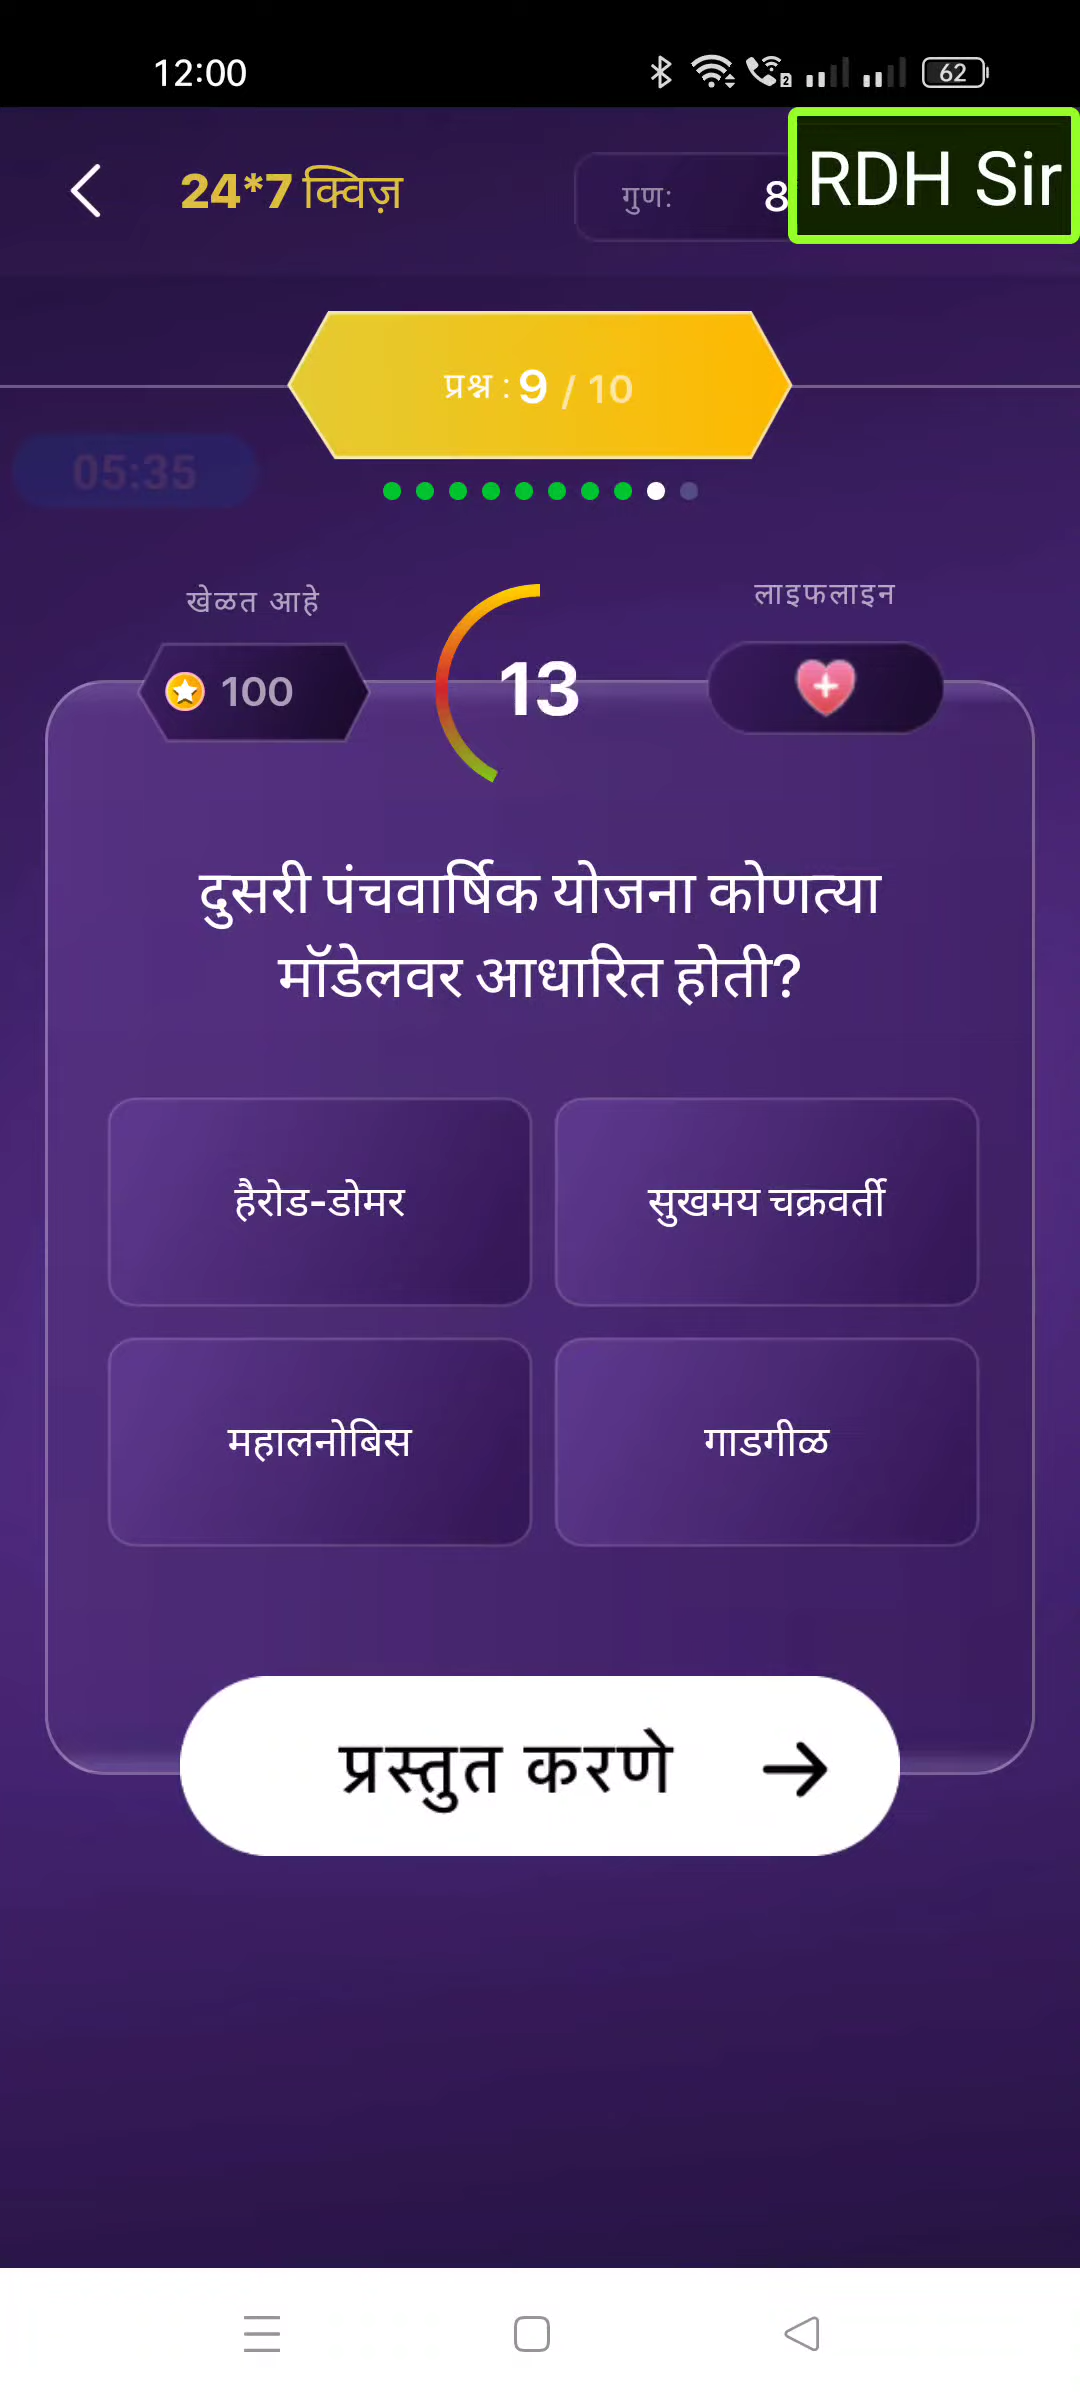 12:00
2
62
24*7 क्विज़
गुण:
8
RDH Sir
प्रश्न : 9 / 10
05:35
खेळत आहे
लाइफलाइन
100
13
दुसरी पंचवार्षिक योजना कोणत्या
मॉडेलवर आधारित होती?
हैरोड-डोमर
सुखमय चक्रवर्ती
महालनोबिस
गाडगीळ
प्रस्तुत करणे